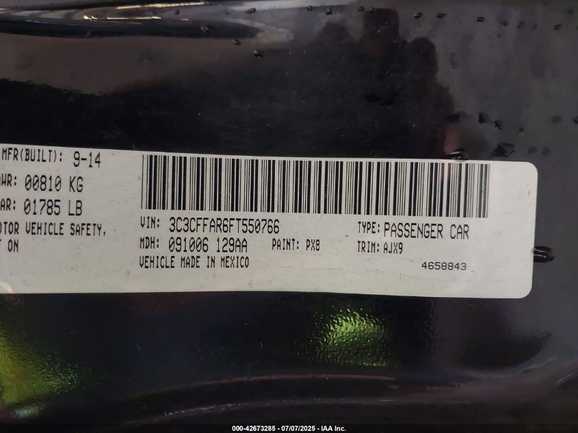 MFR(BUILT): 9-14
WR: 00810 KG
AR: 01785 LB
OTOR VEHICLE SAFETY,
T ON
VIN: 3C3CFFAR6FT550766
TYPE: PASSENGER CAR
MDH: 091006 129AA
PAINT: PX8
TRIM: AJX9
VEHICLE MADE IN MEXICO
4658843
000-42673285 - 07/07/2025 - © IAA Inc.